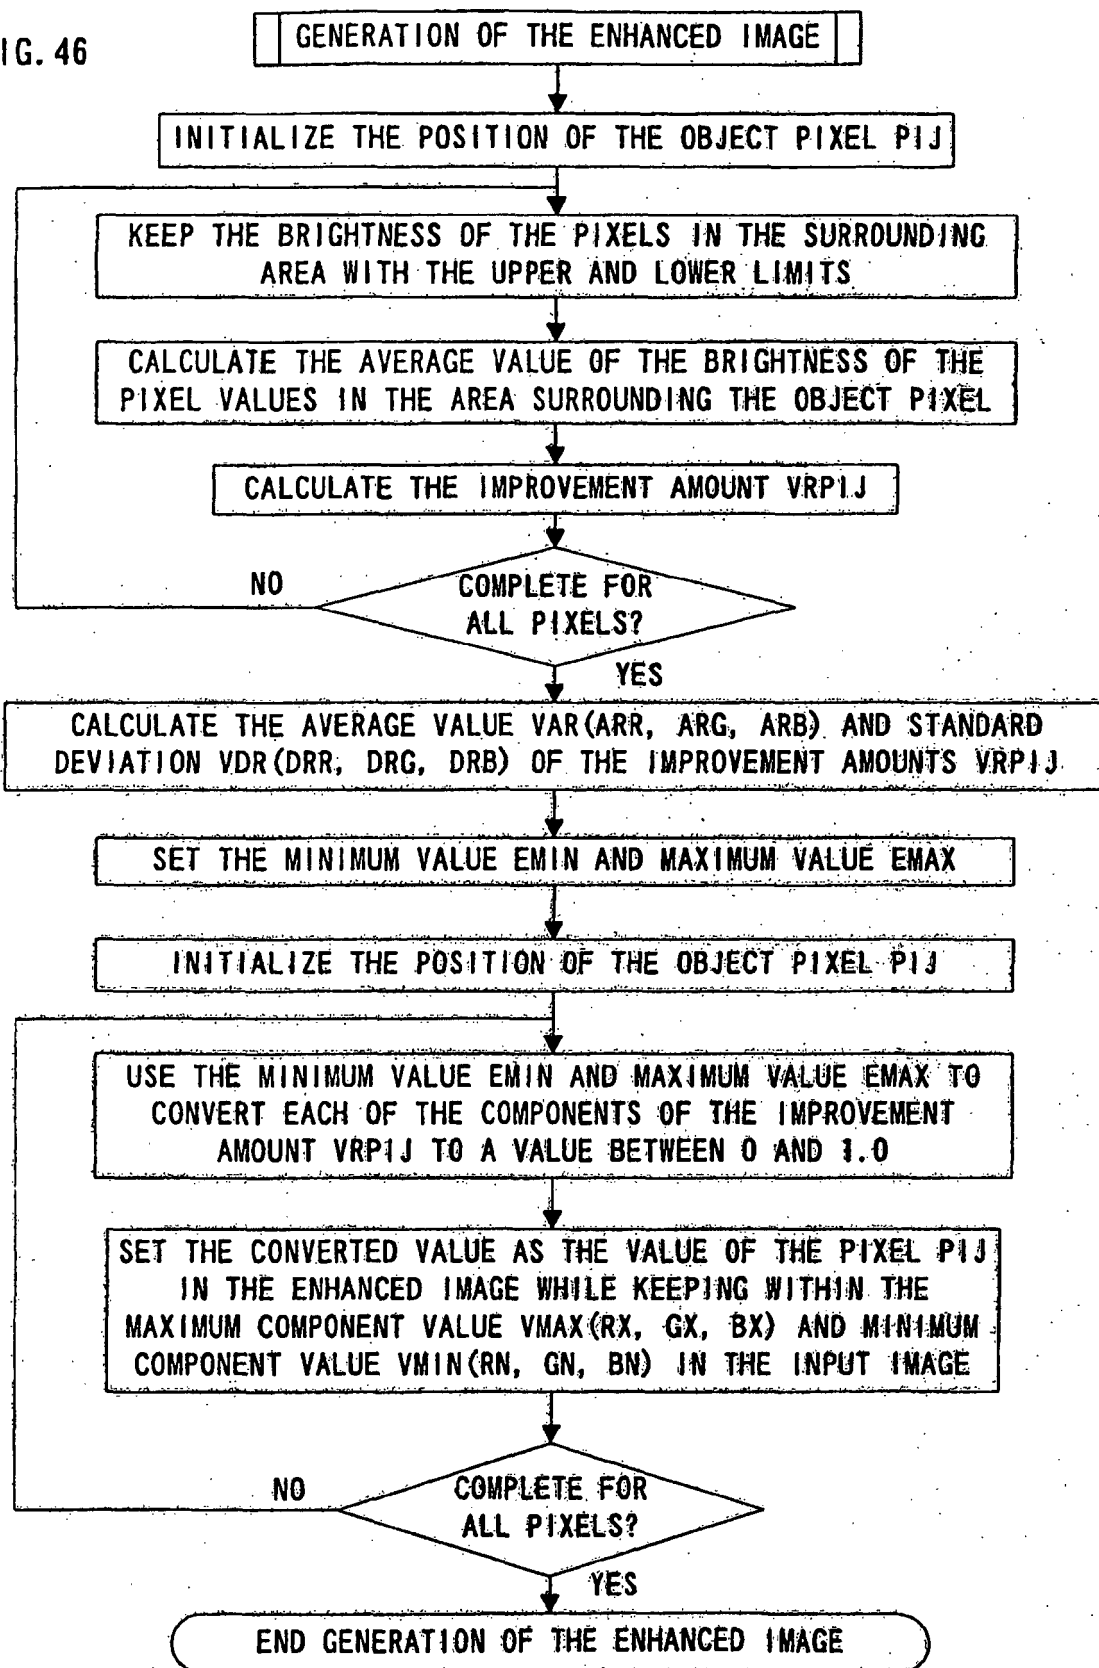 IG. 46
GENERATION OF THE ENHANCED IMAGE
INITIALIZE THE POSITION OF THE OBJECT PIXEL PIJ
KEEP THE BRIGHTNESS OF THE PIXELS IN THE SURROUNDING
AREA WITH THE UPPER AND LOWER LIMITS
CALCULATE THE AVERAGE VALUE OF THE BRIGHTNESS OF THE
PIXEL VALUES IN THE AREA SURROUNDING THE OBJECT PIXEL
CALCULATE THE IMPROVEMENT AMOUNT VRPIJ
NO
COMPLETE FOR
ALL PIXELS?
YES
CALCULATE THE AVERAGE VALUE VAR(ARR, ARG, ARB) AND STANDARD
DEVIATION VDR(DRR, DRG, DRB) OF THE IMPROVEMENT AMOUNTS VRPIJ
SET THE MINIMUM VALUE EMIN AND MAXIMUM VALUE EMAX
INITIALIZE THE POSITION OF THE OBJECT PIXEL PIJ
USE THE MINIMUM VALUE EMIN AND MAXIMUM VALUE EMAX TO
CONVERT EACH OF THE COMPONENTS OF THE IMPROVEMENT
AMOUNT VRPIJ TO A VALUE BETWEEN 0 AND 1.0
SET THE CONVERTED VALUE AS THE VALUE OF THE PIXEL PIJ
IN THE ENHANCED IMAGE WHILE KEEPING WITHIN THE
MAXIMUM COMPONENT VALUE VMAX(RX, GX, BX) AND MINIMUM
COMPONENT VALUE VMIN(RN, GN, BN) IN THE INPUT IMAGE
NO
COMPLETE FOR
ALL PIXELS?
YES
END GENERATION OF THE ENHANCED IMAGE